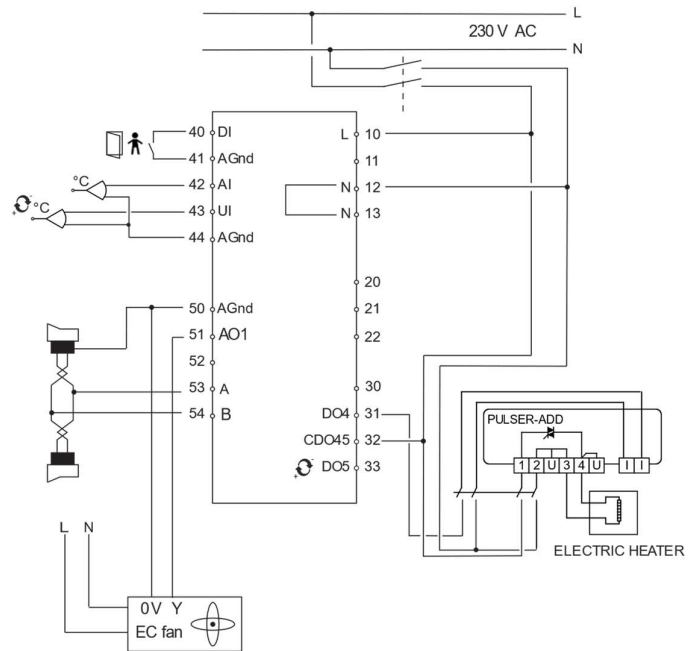 L
230 V AC
N
40 DI L 10
41 AGnd 11
°C 42 AI N 12
°C 43 UI N 13
44 AGnd
20
50 AGnd 21
51 AO1 22
52
53 A 30
54 B DO4 31
CDO45 32
DO5 33
PULSER-ADD
1 2 U 3 4 U I I
ELECTRIC HEATER
L N
0V Y
EC fan